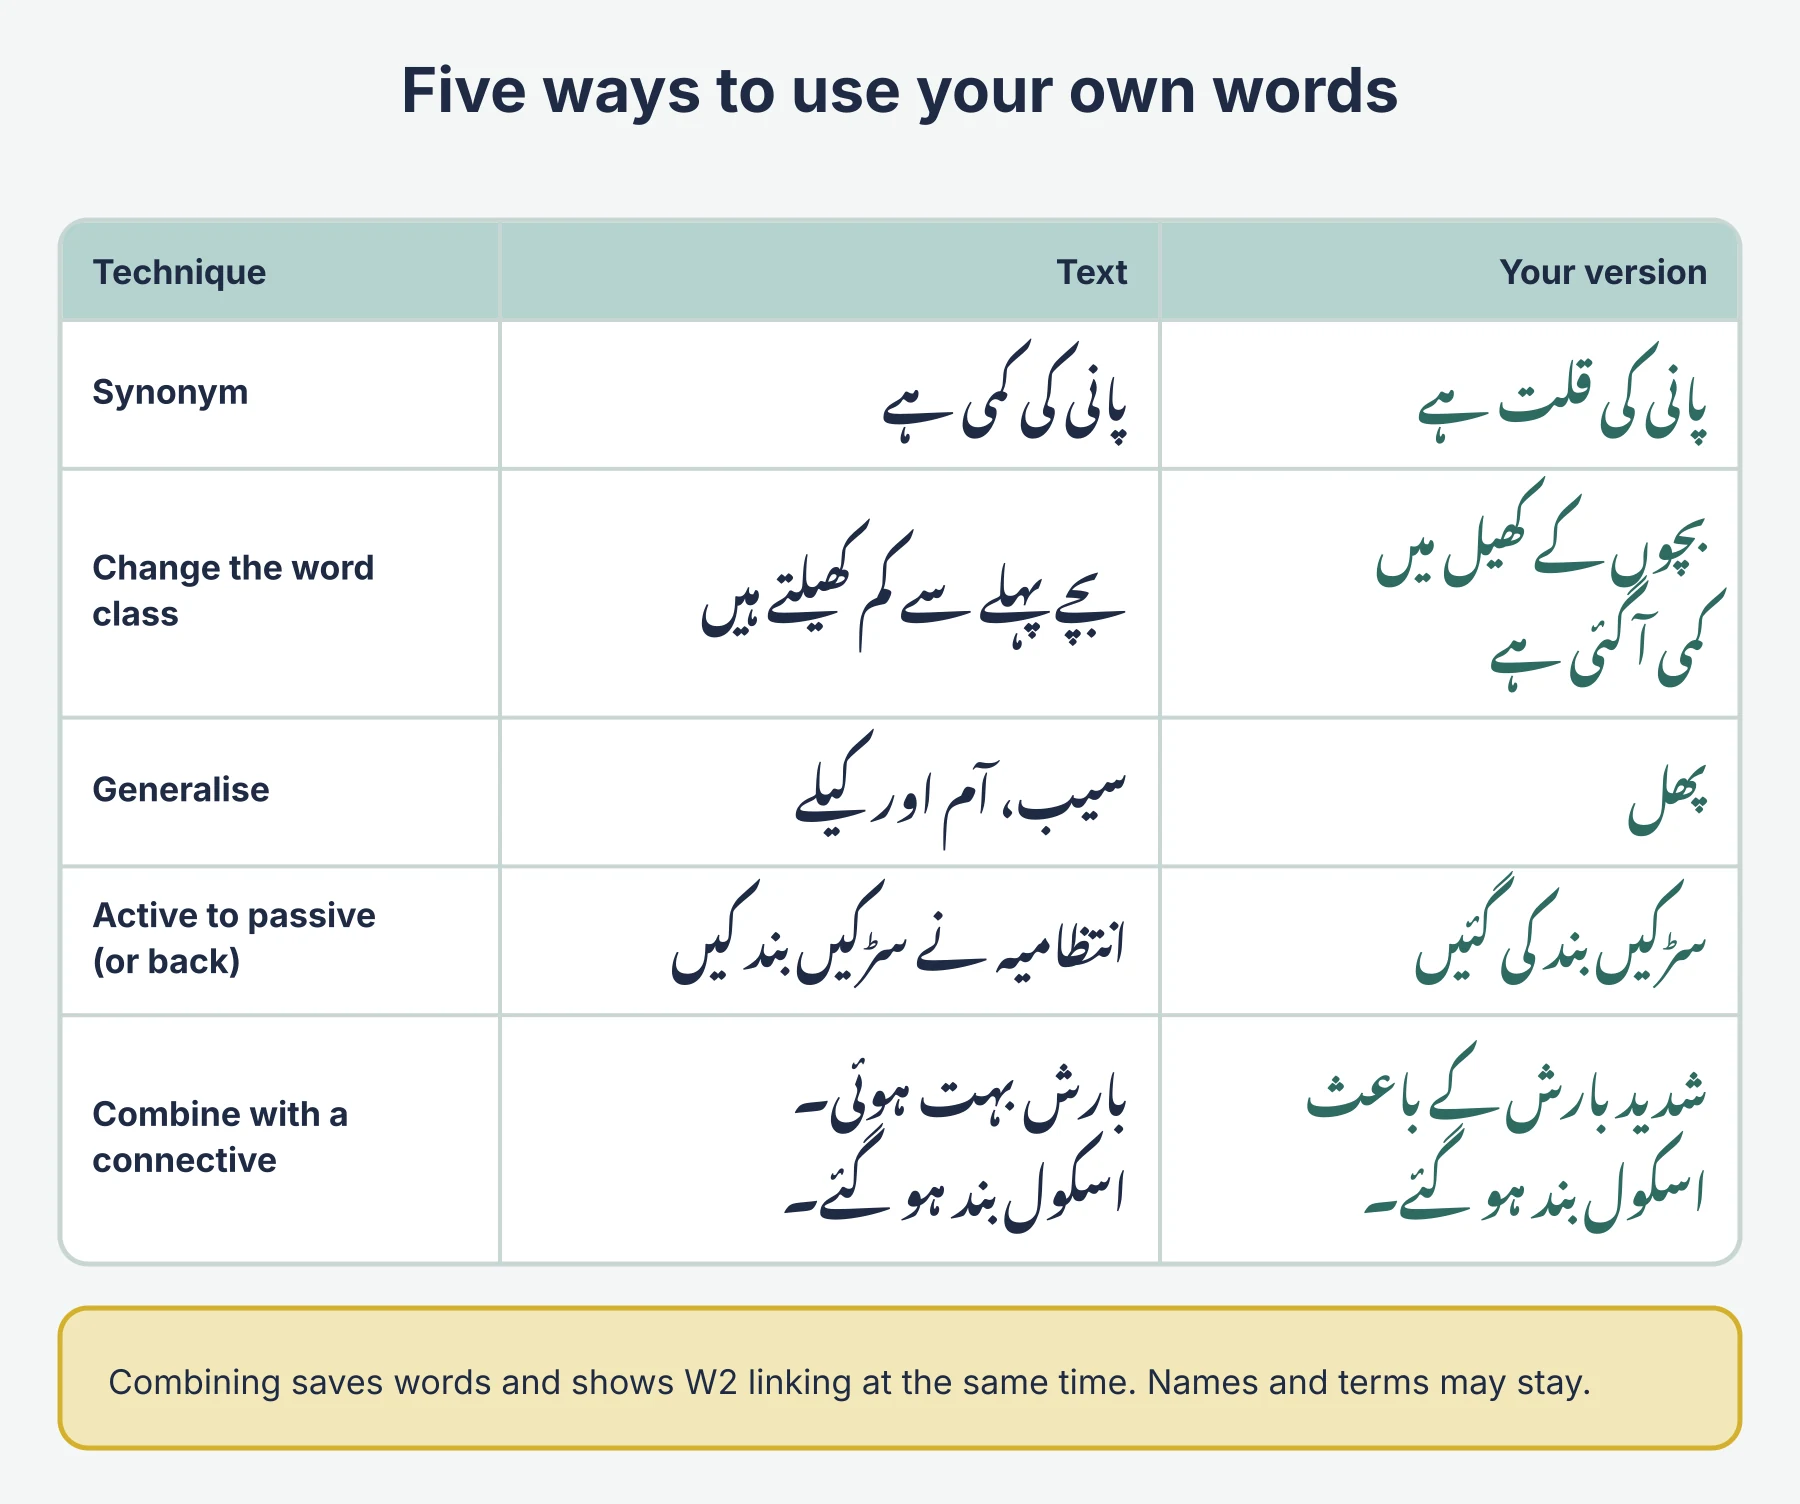 Five ways to use your own words
Technique
Text
Your version
Synonym
پانی کی کمی ہے
پانی کی قلت ہے
Change the word
class
بچے پہلے سے کم کھیلتے ہیں
بچوں کے کھیل میں
کمی آ گئی ہے
Generalise
سیب، آم اور کیلے
پھل
Active to passive
(or back)
انتظامیہ نے سڑکیں بند کیں
سڑکیں بند کی گئیں
Combine with a
connective
بارش بہت ہوئی۔
اسکول بند ہو گئے۔
شدید بارش کے باعث
اسکول بند ہو گئے۔
Combining saves words and shows W2 linking at the same time. Names and terms may stay.